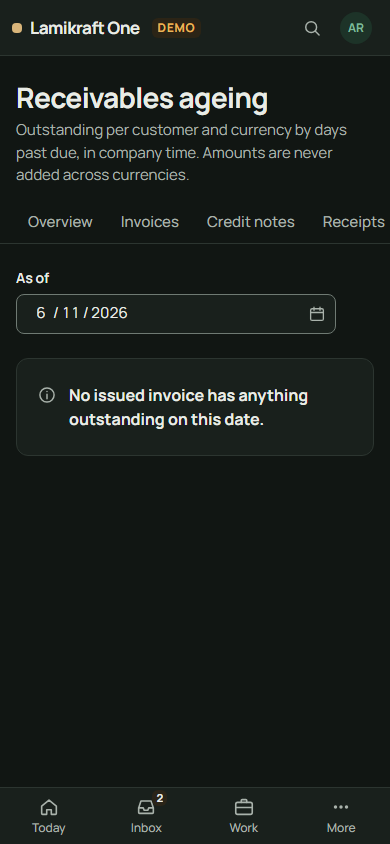 Lamikraft One DEMO AR
Receivables ageing
Outstanding per customer and currency by days
past due, in company time. Amounts are never
added across currencies.
Overview Invoices Credit notes Receipts
As of
6 / 11 / 2026
No issued invoice has anything
outstanding on this date.
2
Today Inbox Work More